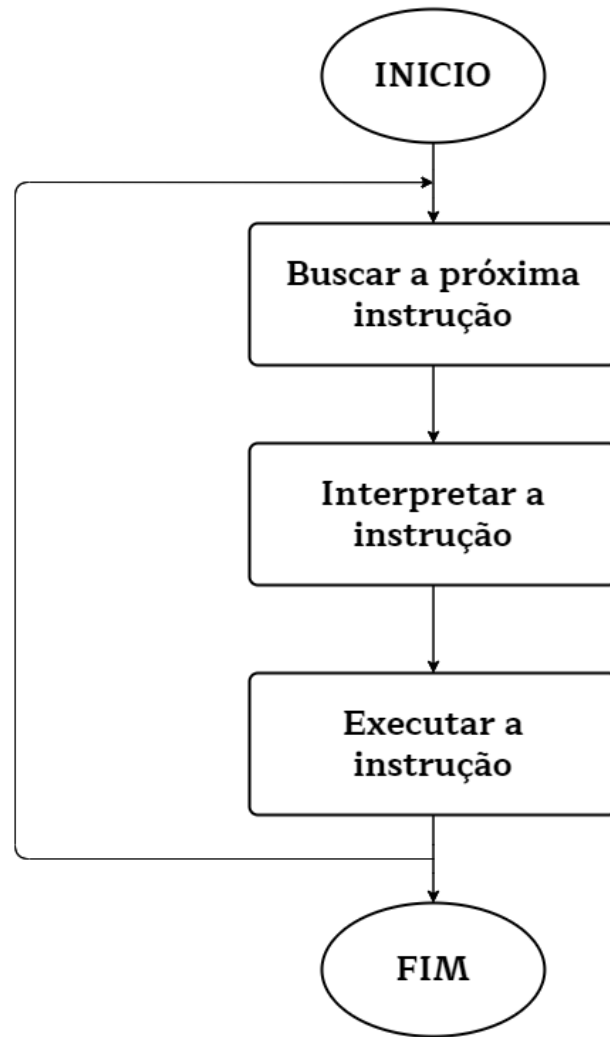 INICIO
Buscar a próxima
instrução
Interpretar a
instrução
Executar a
instrução
FIM